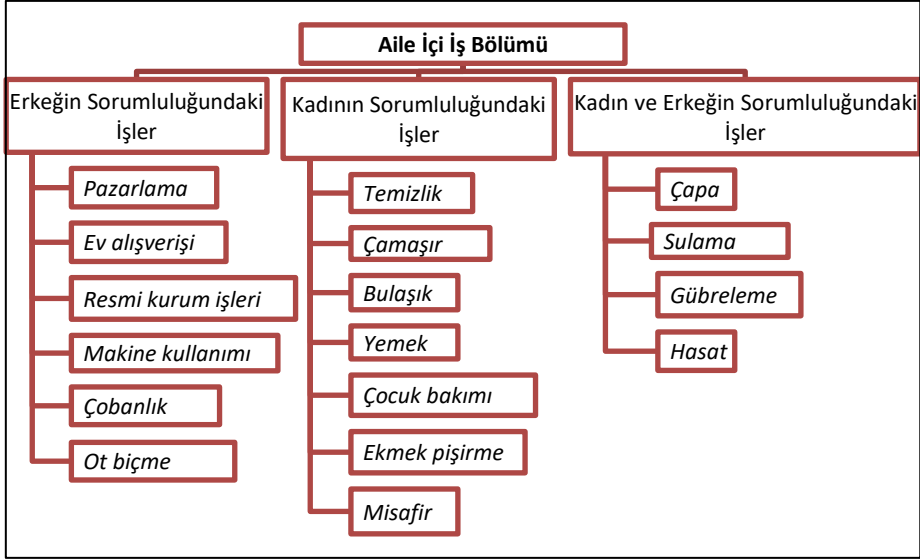 Aile İçi İş Bölümü
Erkeğin Sorumluluğundaki
İşler
Pazarlama
Ev alışverişi
Resmi kurum işleri
Makine kullanımı
Çobanlık
Ot biçme
Kadının Sorumluluğundaki
İşler
Temizlik
Çamaşır
Bulaşık
Yemek
Çocuk bakımı
Ekmek pişirme
Misafir
Kadın ve Erkeğin Sorumluluğundaki
İşler
Çapa
Sulama
Gübreleme
Hasat